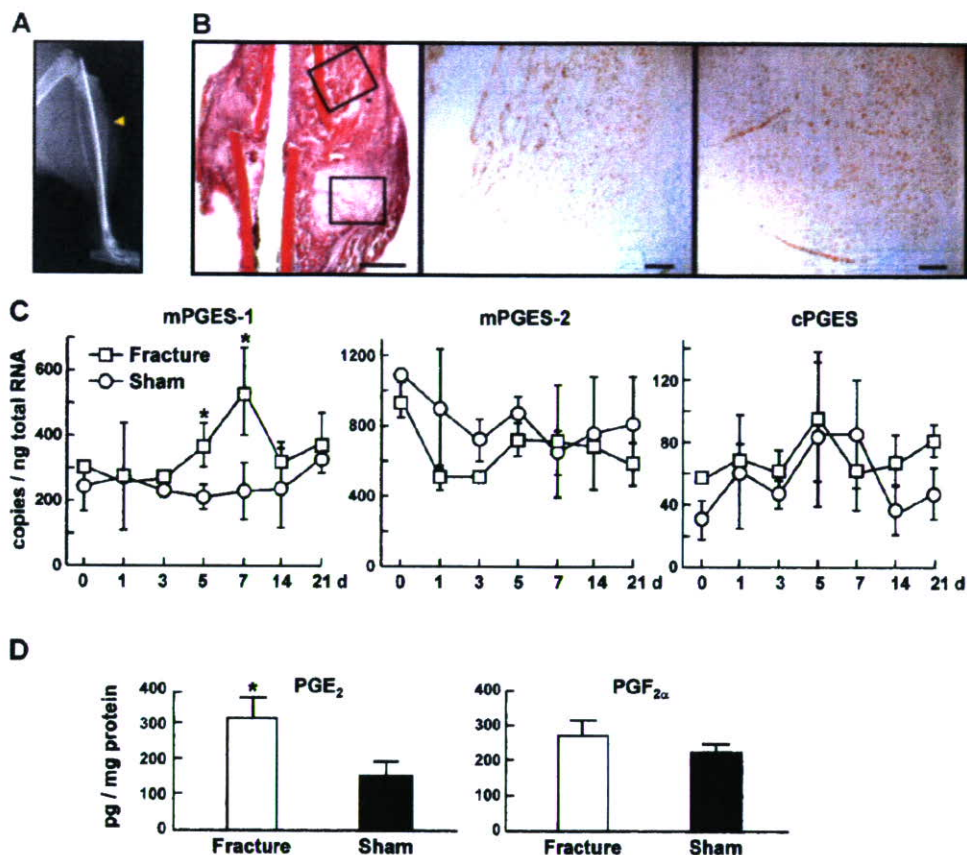 A
B
C
mPGES-1
mPGES-2
cPGES
copies / ng total RNA
600
400
200
0
Fracture
Sham
*
*
0 1 3 5 7 14 21 d
1200
800
400
0
0 1 3 5 7 14 21 d
120
80
40
0
0 1 3 5 7 14 21 d
D
PGE2
PGF2α
pg / mg protein
400
300
200
100
0
*
Fracture Sham
400
300
200
100
0
Fracture Sham